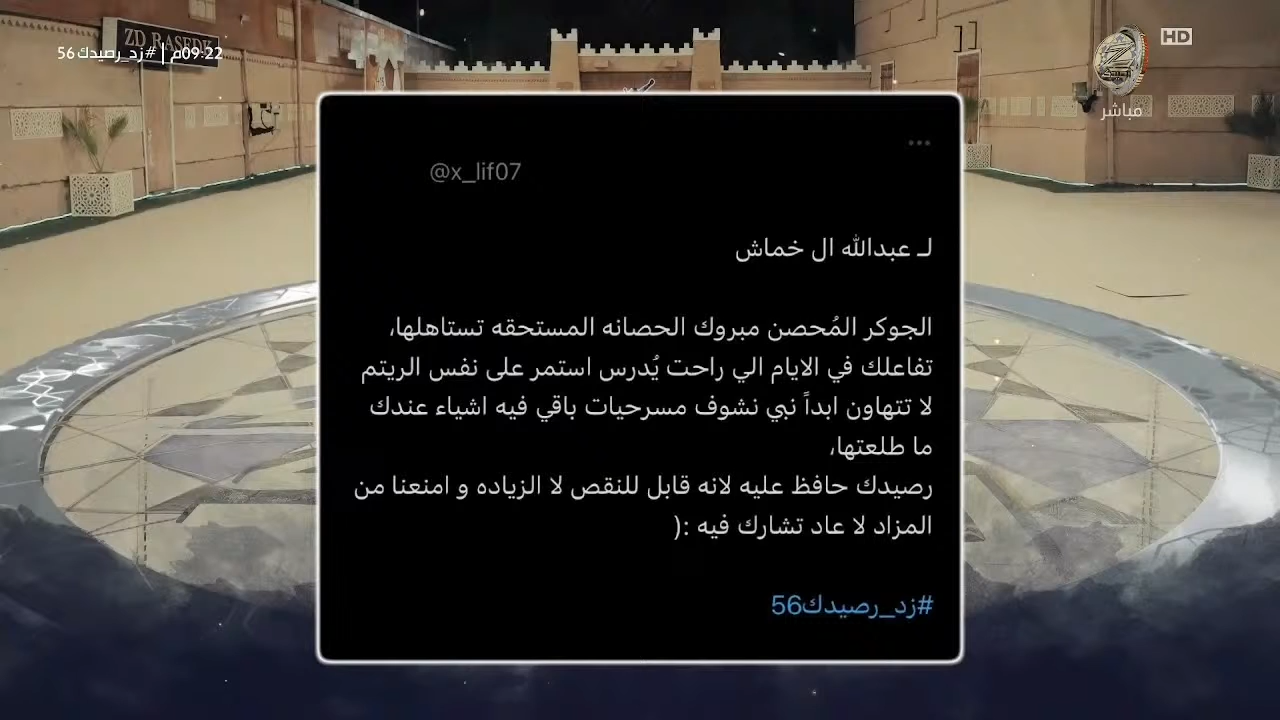 ZD RASEDK
09:22م | #زد_رصيدك56
HD
مباشر
@x_lif07
لـ عبدالله ال خماش
الجوكر المُحصن مبروك الحصانه المستحقه تستاهلها،
تفاعلك في الايام الي راحت يُدرس استمر على نفس الريتم
لا تتهاون ابداً نبي نشوف مسرحيات باقي فيه اشياء عندك
ما طلعتها،
رصيدك حافظ عليه لانه قابل للنقص لا الزياده و امنعنا من
المزاد لا عاد تشارك فيه :(
#زد_رصيدك56